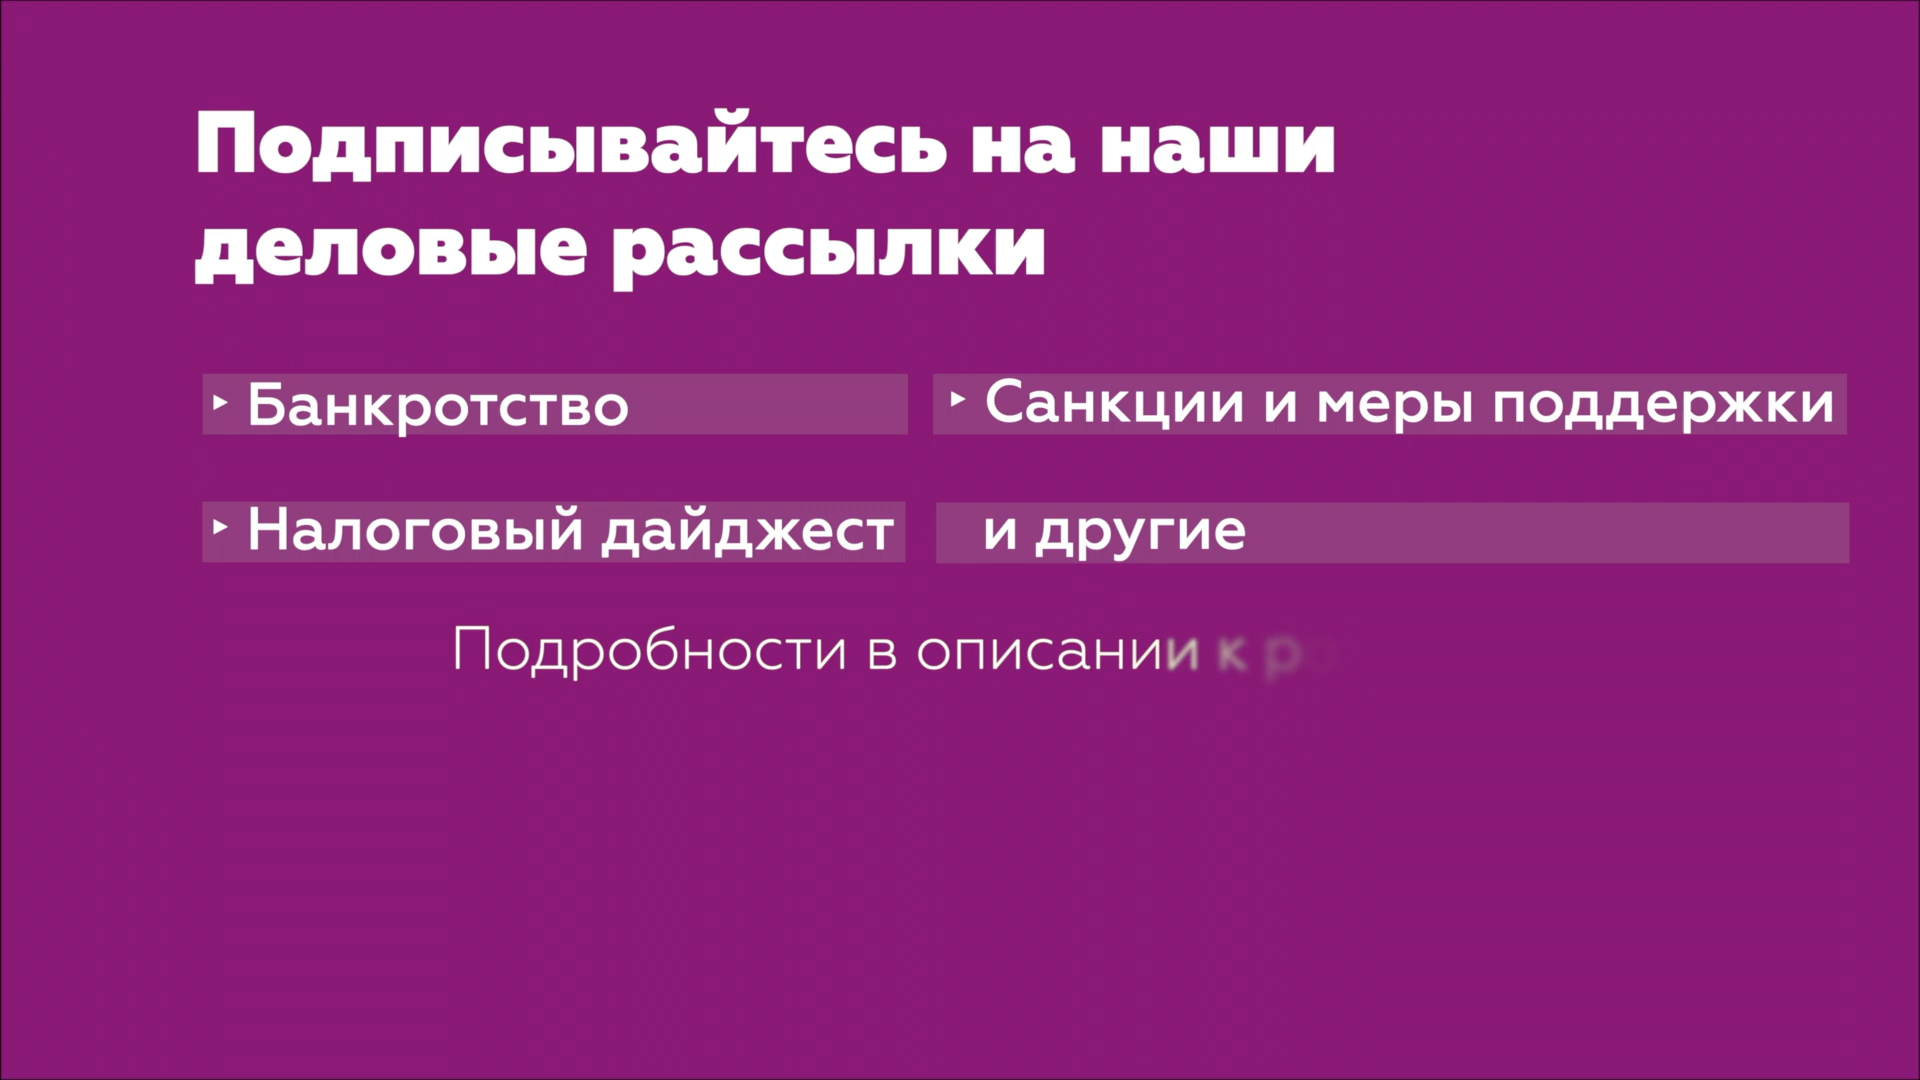 Подписывайтесь на наши
деловые рассылки
‣ Банкротство
‣ Санкции и меры поддержки
‣ Налоговый дайджест
и другие
Подробности в описании к